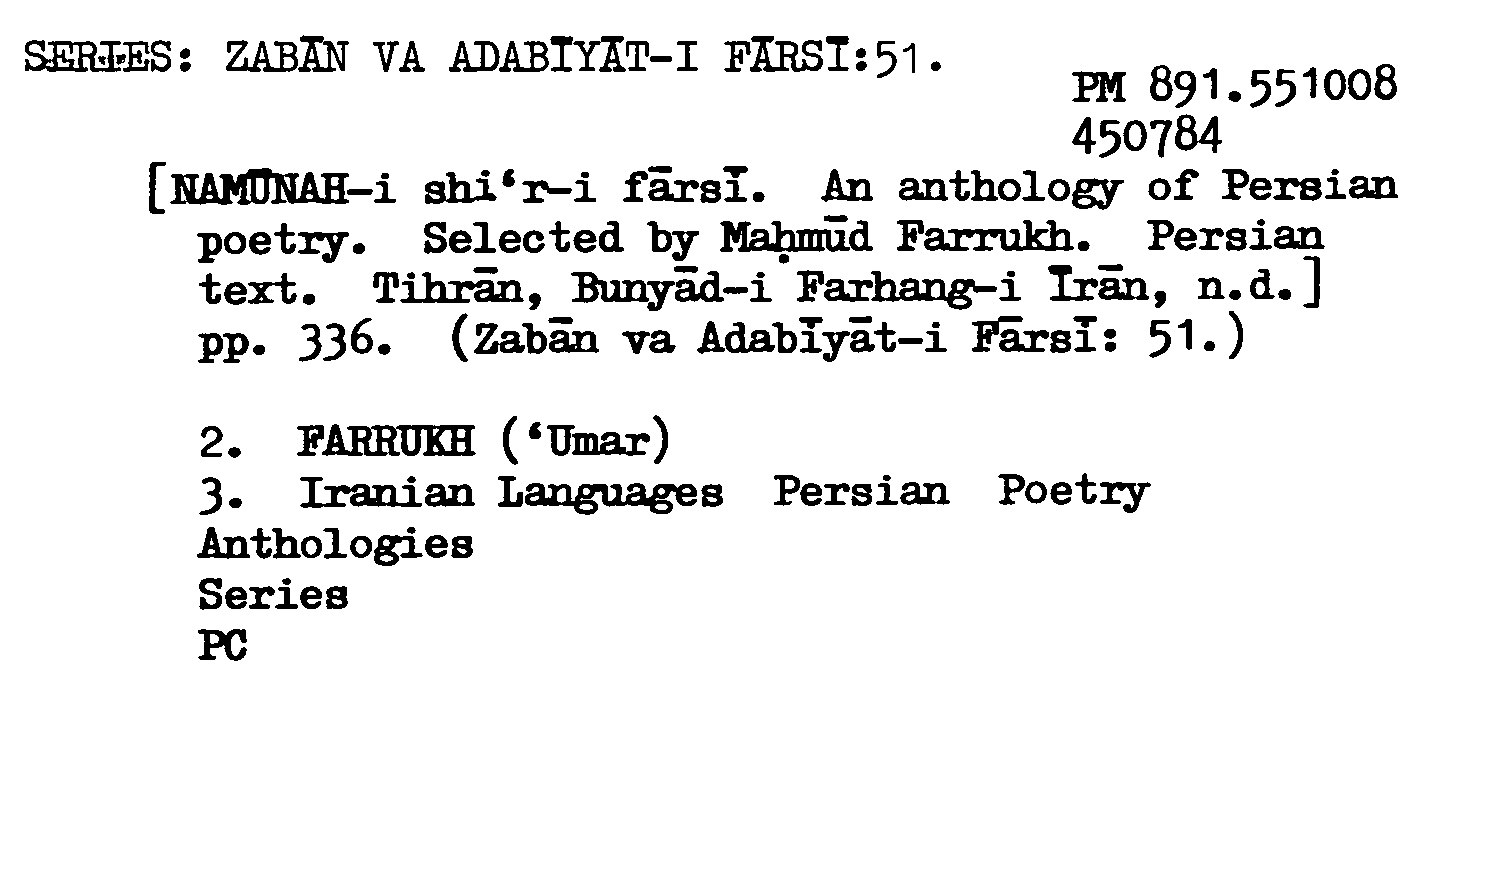 SERIES: ZABĀN VA ADABĪYĀT-I FĀRSĪ:51.
PM 891.551008
450784
[NAMŪNAH-i shi‘r-i fārsī. An anthology of Persian
poetry. Selected by Maḥmūd Farrukh. Persian
text. Tihrān, Bunyād-i Farhang-i Īrān, n.d.]
pp. 336. (Zabān va Adabīyāt-i Fārsī: 51.)
2. FARRUKH (‘Umar)
3. Iranian Languages Persian Poetry
Anthologies
Series
PC